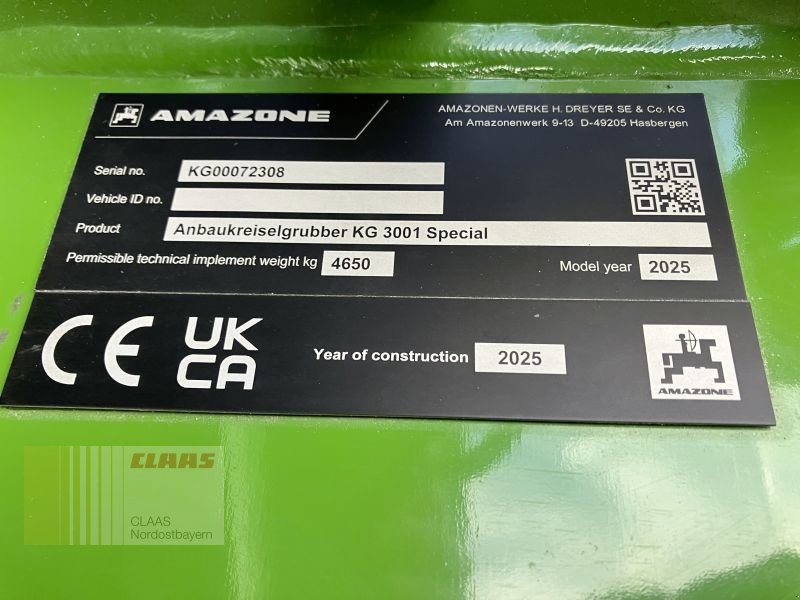 AMAZONE
AMAZONEN-WERKE H. DREYER SE & Co. KG
Am Amazonenwerk 9-13 D-49205 Hasbergen
Serial no. KG00072308
Vehicle ID no.
Product Anbaukreiselgrubber KG 3001 Special
Permissible technical implement weight kg 4650
Model year 2025
CE UK CA
Year of construction 2025
AMAZONE
CLAAS
CLAAS
Nordostbayern